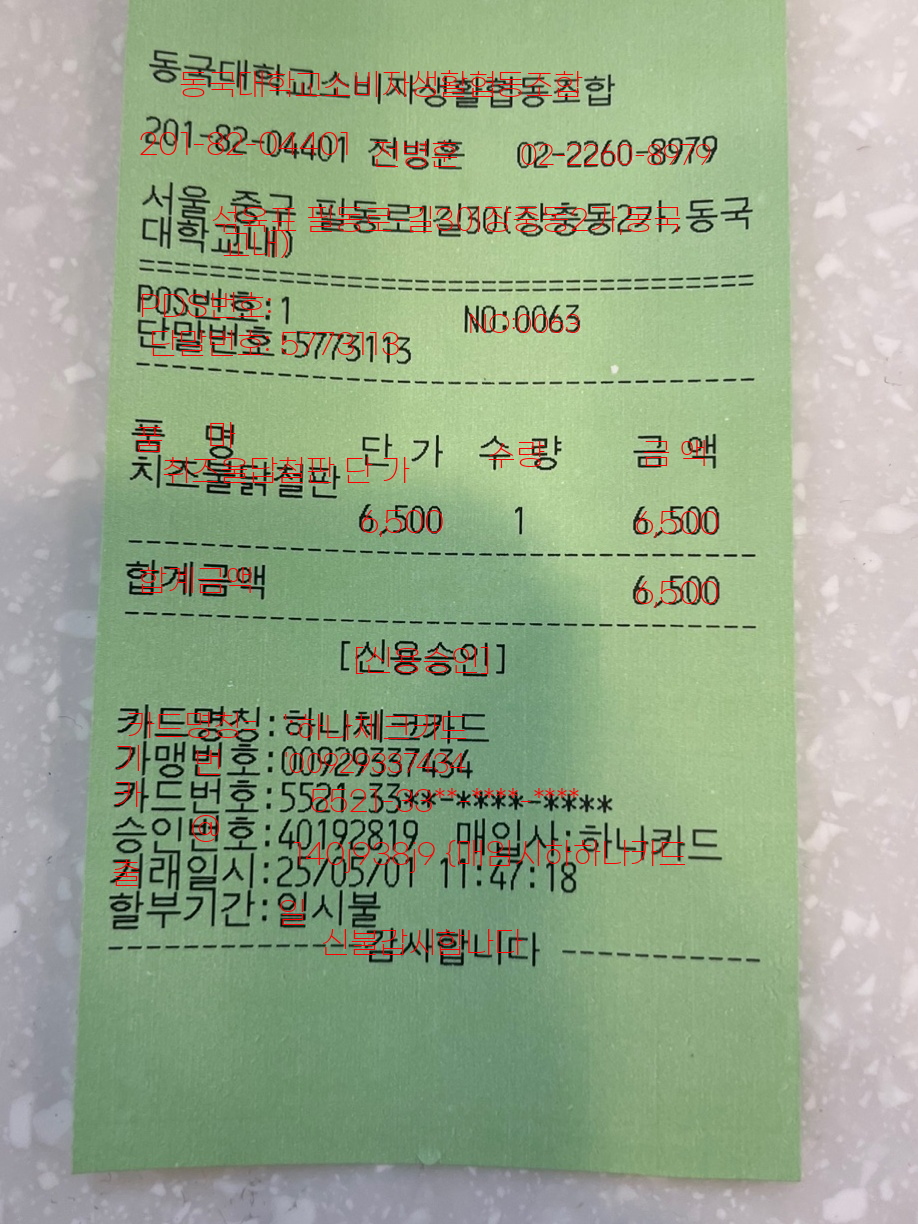 동국대학교소비자생활협동조합
201-82-04401 전병훈 02-2260-8979
서울 중구 필동로1길30(장충동2가,동국
대학교내)
==================================================
POS번호:1 NO:0063
단말번호:5773113
--------------------------------------------------
품 명 단 가 수 량 금 액
치즈불닭철판
6,500 1 6,500
--------------------------------------------------
합계금액 6,500
--------------------------------------------------
[신용승인]
카드명칭:하나체크카드
가맹번호:00929337434
카드번호:5521-33**-****-****
승인번호:40192819 매입사:하나카드
거래일시:25/05/01 11:47:18
할부기간:일시불
----------------감사합니다 ------------